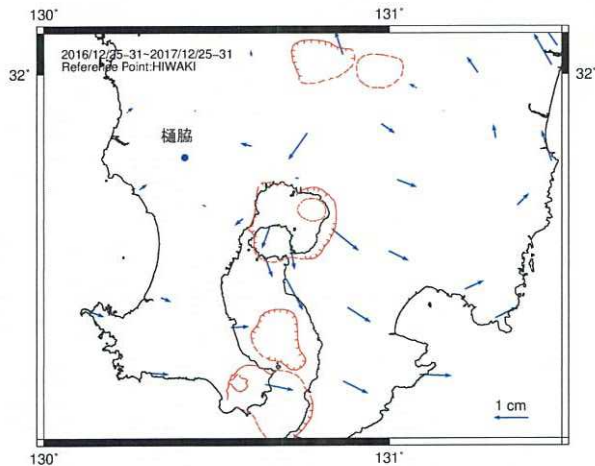 130° 131°
2016/12/25-31~2017/12/25-31
Reference Point:HIWAKI
32° 32°
樋脇
1 cm
130° 131°